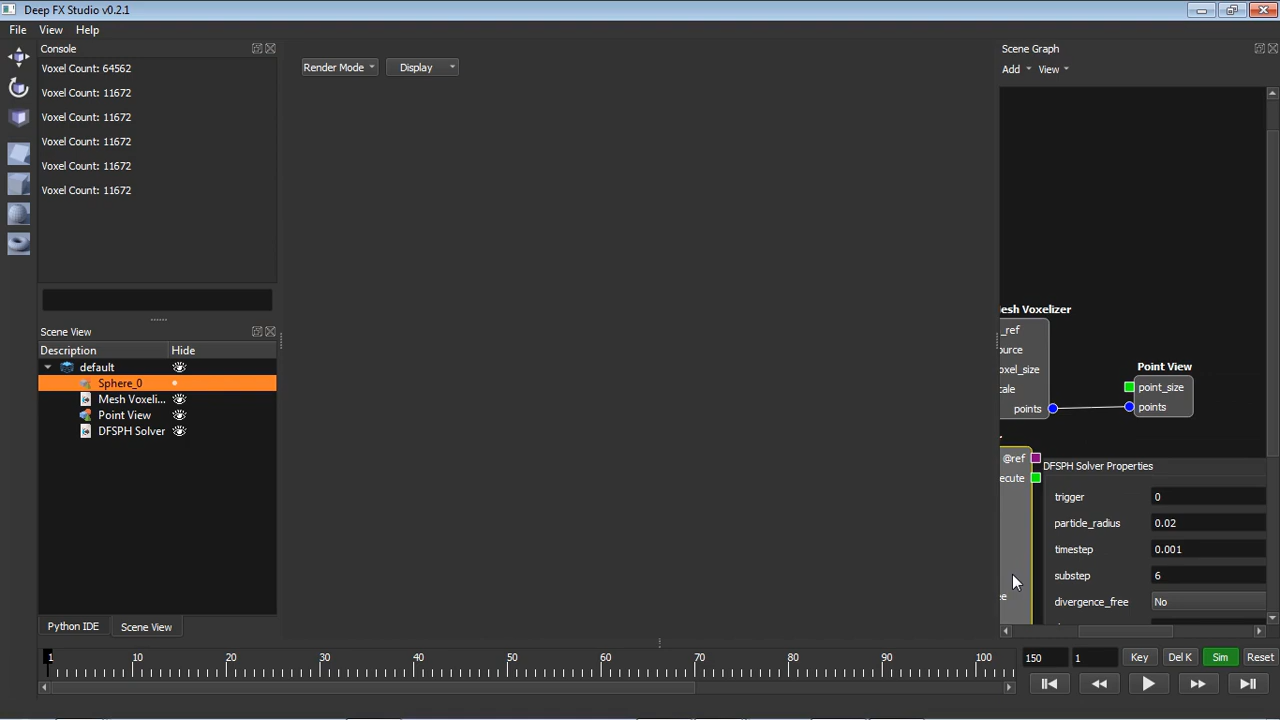 Deep FX Studio v0.2.1
File View Help
Console
Voxel Count: 64562
Voxel Count: 11672
Voxel Count: 11672
Voxel Count: 11672
Voxel Count: 11672
Voxel Count: 11672
Scene View
Description Hide
default
Sphere_0
Mesh Voxeli...
Point View
DFSPH Solver
Python IDE Scene View
Render Mode Display
Scene Graph
Add View
esh Voxelizer
_ref
ource
oxel_size
cale
points
Point View
point_size
points
@ref
ecute
ee
DFSPH Solver Properties
trigger 0
particle_radius 0.02
timestep 0.001
substep 6
divergence_free No
1 10 20 30 40 50 60 70 80 90 100
150 1 Key Del K Sim Reset